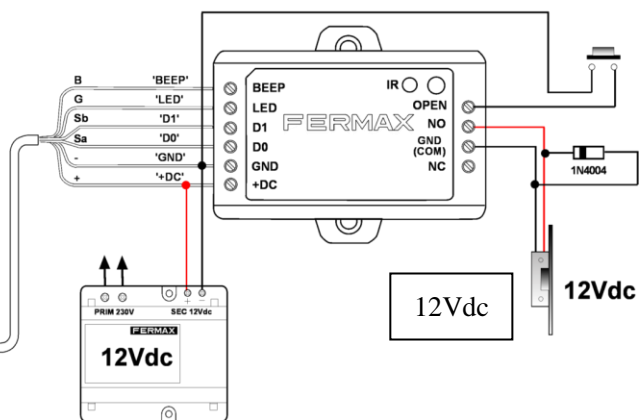 B 'BEEP'
G 'LED'
Sb 'D1'
Sa 'D0'
- 'GND'
+ '+DC'
BEEP
LED
D1
D0
GND
+DC
FERMAX
IR
OPEN
NO
GND
(COM)
NC
1N4004
12Vdc
12Vdc
PRIM 230V
+ -
SEC 12Vdc
FERMAX
12Vdc